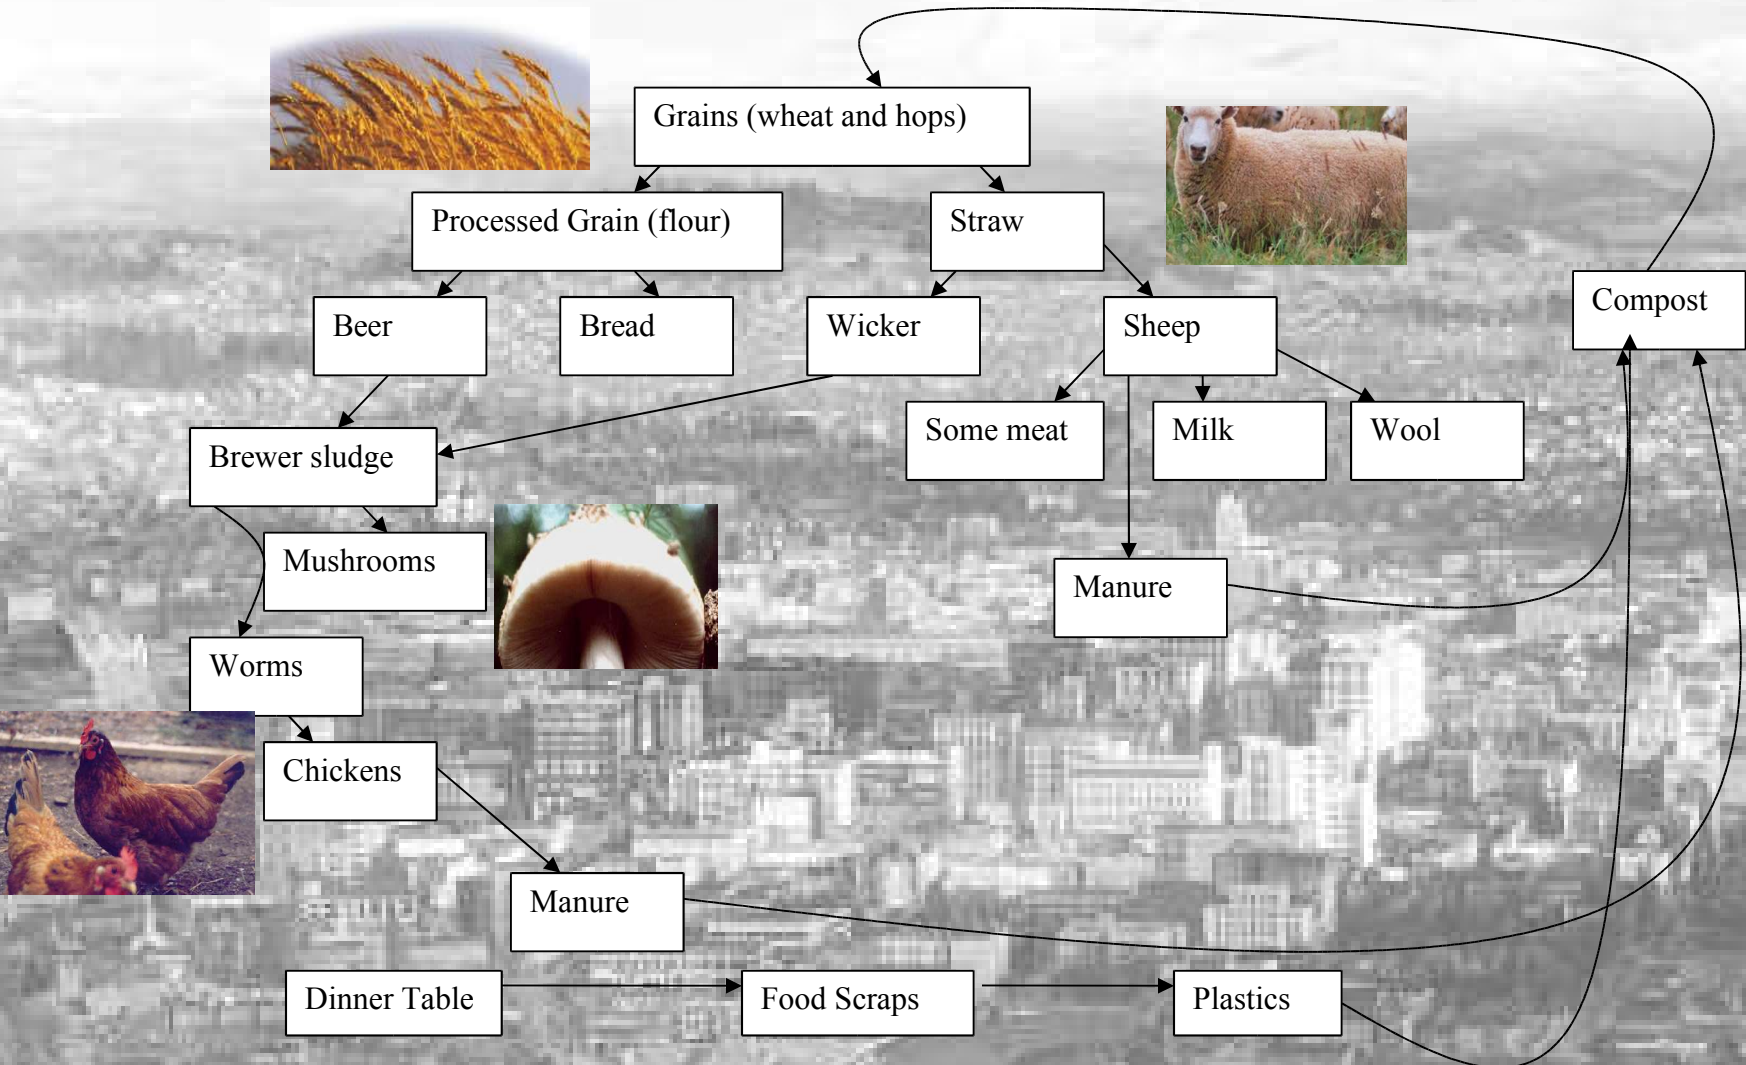 Grains (wheat and hops)
Processed Grain (flour)
Straw
Compost
Beer
Bread
Wicker
Sheep
Some meat
Milk
Wool
Brewer sludge
Mushrooms
Manure
Worms
Chickens
Manure
Dinner Table
Food Scraps
Plastics